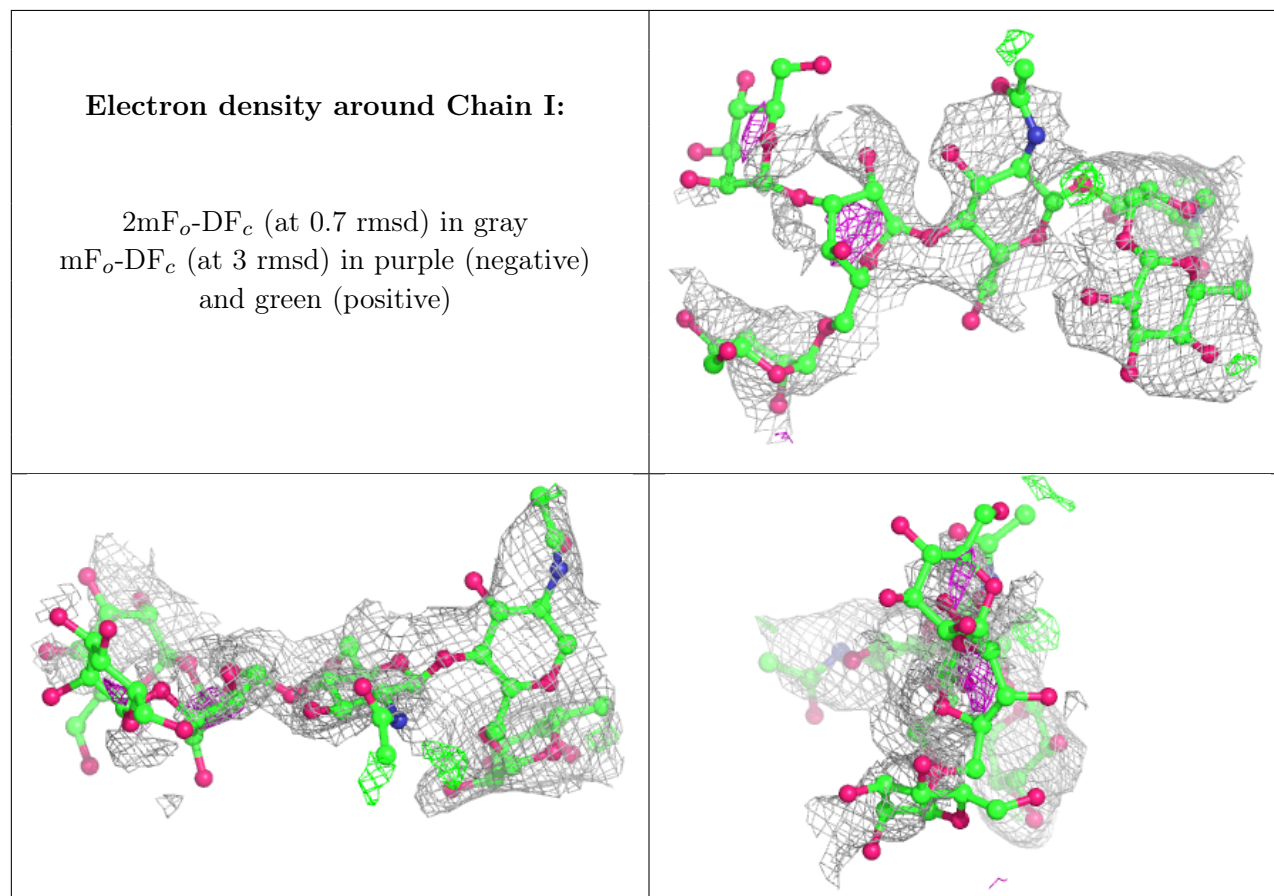 Electron density around Chain I:
2mFo-DFc (at 0.7 rmsd) in gray
mFo-DFc (at 3 rmsd) in purple (negative)
and green (positive)